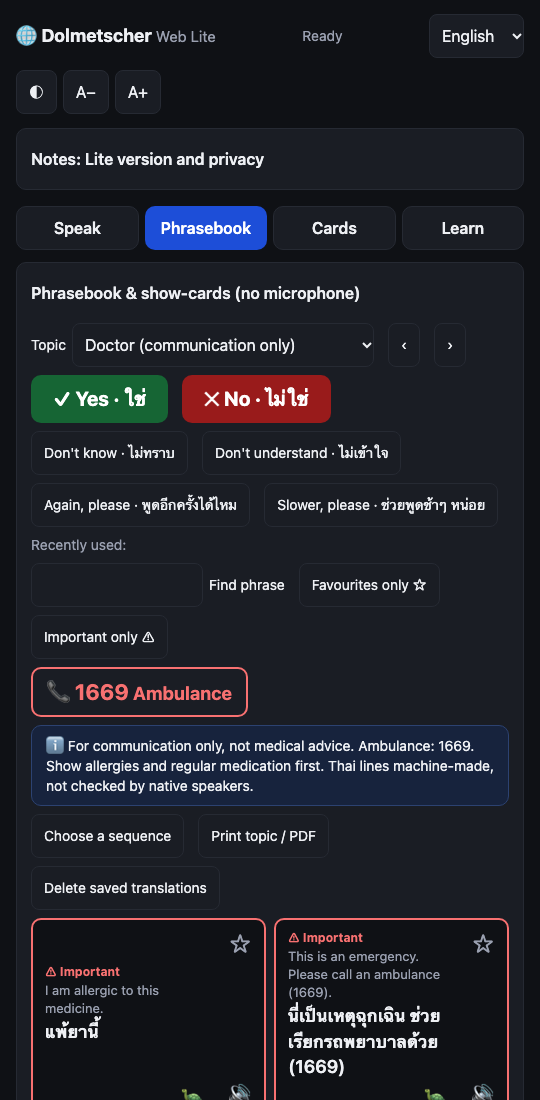 Dolmetscher Web Lite
Ready
English
A−
A+
Notes: Lite version and privacy
Speak
Phrasebook
Cards
Learn
Phrasebook & show-cards (no microphone)
Topic
Doctor (communication only)
‹
›
✓ Yes · ใช่
✕ No · ไม่ใช่
Don't know · ไม่ทราบ
Don't understand · ไม่เข้าใจ
Again, please · พูดอีกครั้งได้ไหม
Slower, please · ช่วยพูดช้าๆ หน่อย
Recently used:
Find phrase
Favourites only ☆
Important only ⚠
📞 1669 Ambulance
ℹ️ For communication only, not medical advice. Ambulance: 1669.
Show allergies and regular medication first. Thai lines machine-made,
not checked by native speakers.
Choose a sequence
Print topic / PDF
Delete saved translations
⚠ Important
I am allergic to this
medicine.
แพ้ยานี้
⚠ Important
This is an emergency.
Please call an ambulance
(1669).
นี่เป็นเหตุฉุกเฉิน ช่วย
เรียกรถพยาบาลด้วย
(1669)